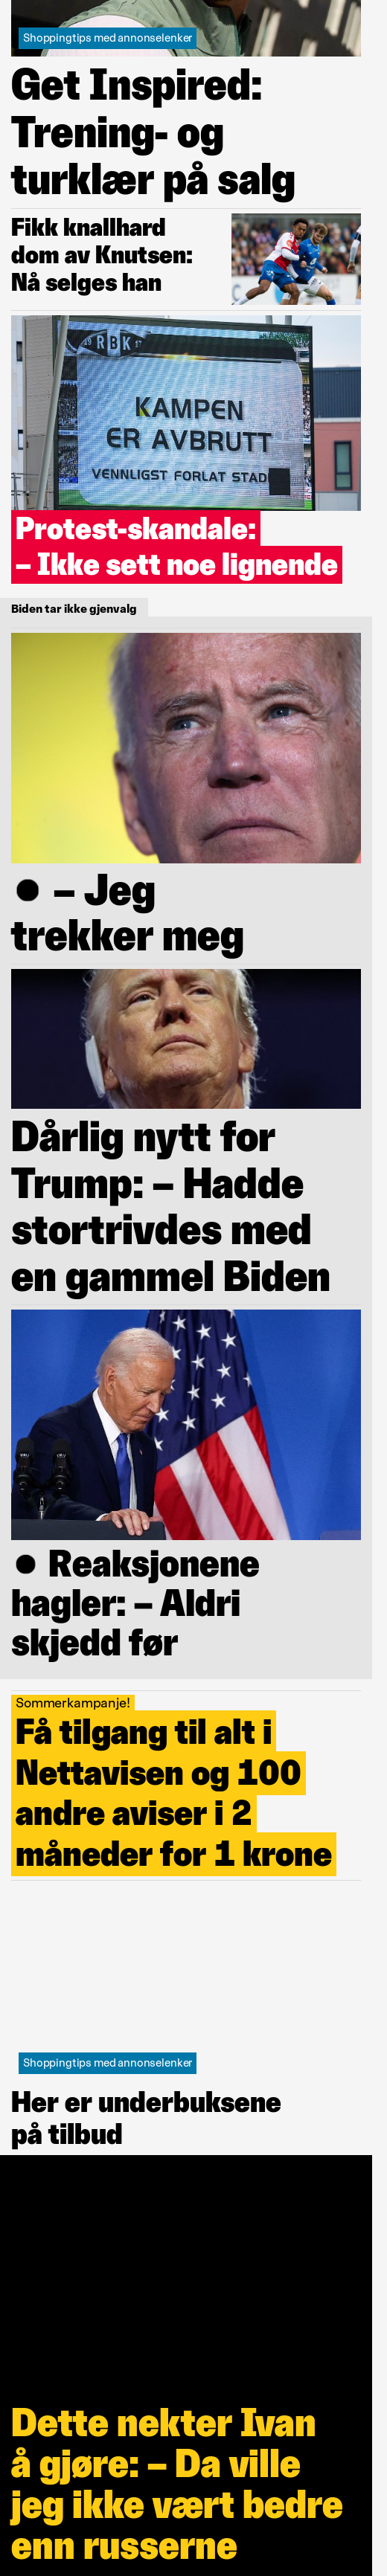 Shoppingtips med annonselenker
Get Inspired:
Trening- og
turklær på salg
Fikk knallhard
dom av Knutsen:
Nå selges han
19 RBK 17
KAMPEN
ER AVBRUTT
VENNLIGST FORLAT STAD
Protest-skandale:
– Ikke sett noe lignende
Biden tar ikke gjenvalg
– Jeg
trekker meg
Dårlig nytt for
Trump: – Hadde
stortrivdes med
en gammel Biden
Reaksjonene
hagler: – Aldri
skjedd før
Sommerkampanje!
Få tilgang til alt i
Nettavisen og 100
andre aviser i 2
måneder for 1 krone
Shoppingtips med annonselenker
Her er underbuksene
på tilbud
Dette nekter Ivan
å gjøre: – Da ville
jeg ikke vært bedre
enn russerne